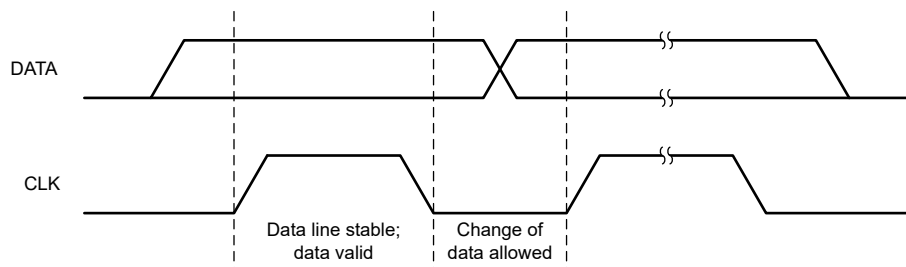 DATA
CLK
Data line stable;
data valid
Change of
data allowed